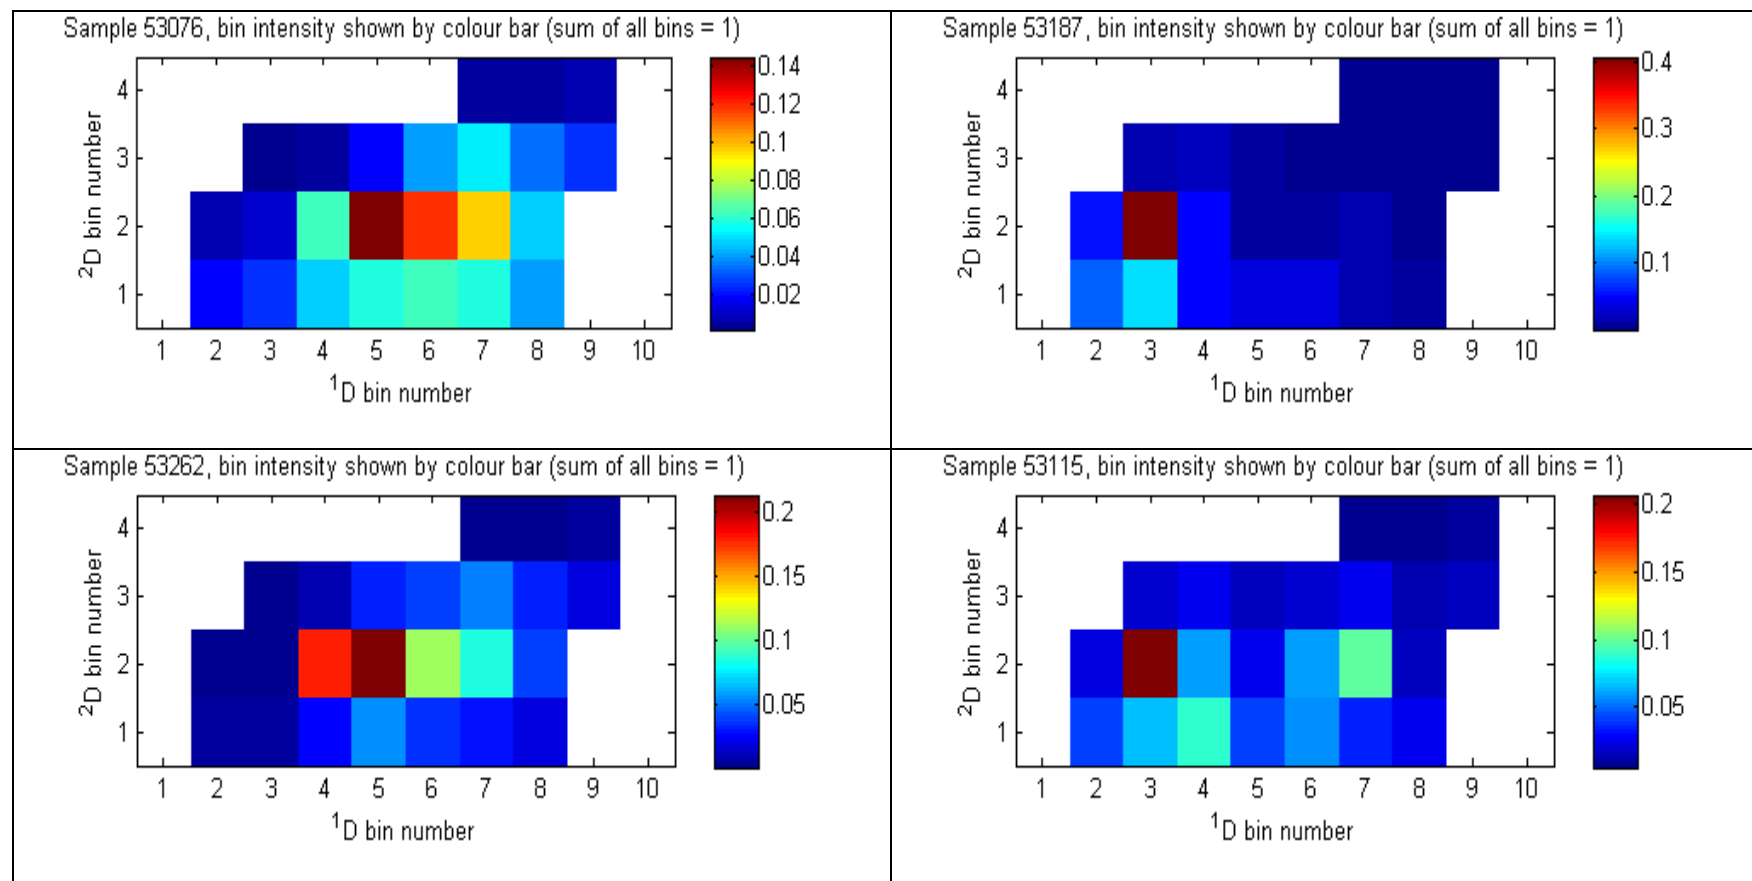 Sample 53076, bin intensity shown by colour bar (sum of all bins = 1)
0.14
0.12
0.1
0.08
0.06
0.04
0.02
4
3
2
1
²D bin number
1 2 3 4 5 6 7 8 9 10
¹D bin number
Sample 53187, bin intensity shown by colour bar (sum of all bins = 1)
0.4
0.3
0.2
0.1
4
3
2
1
²D bin number
1 2 3 4 5 6 7 8 9 10
¹D bin number
Sample 53262, bin intensity shown by colour bar (sum of all bins = 1)
0.2
0.15
0.1
0.05
4
3
2
1
²D bin number
1 2 3 4 5 6 7 8 9 10
¹D bin number
Sample 53115, bin intensity shown by colour bar (sum of all bins = 1)
0.2
0.15
0.1
0.05
4
3
2
1
²D bin number
1 2 3 4 5 6 7 8 9 10
¹D bin number